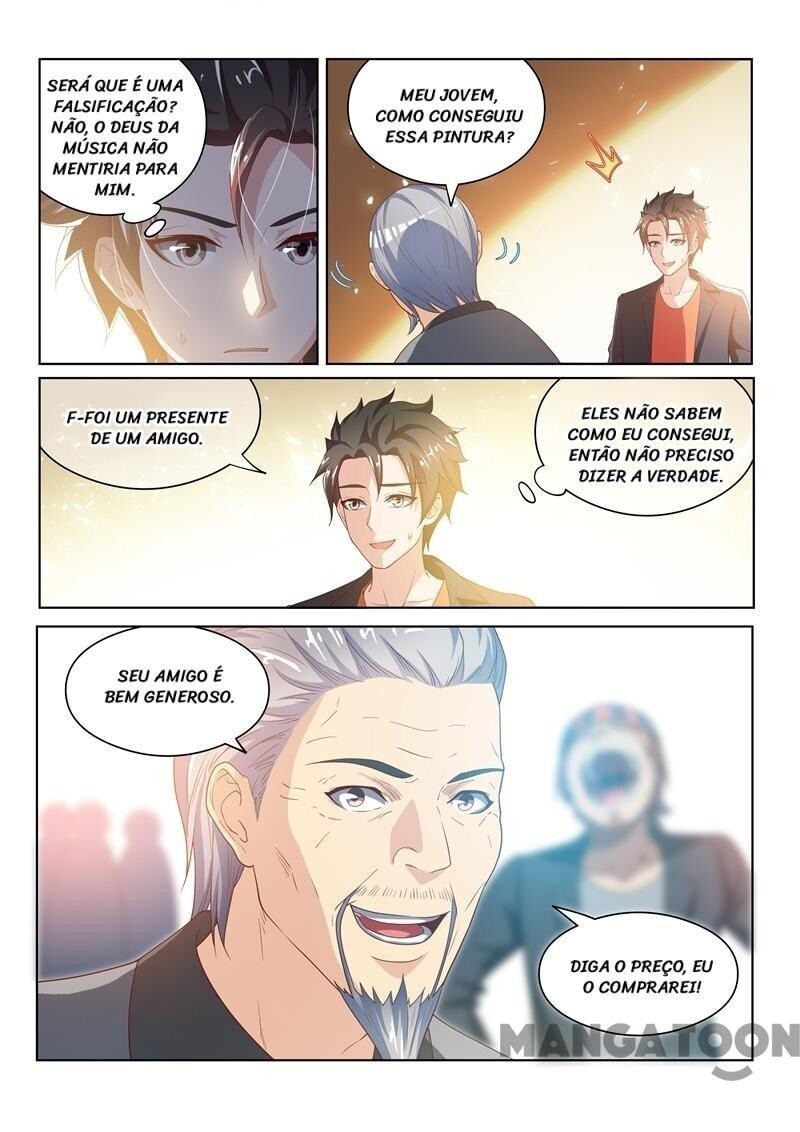 SERÁ QUE É UMA
FALSIFICAÇÃO?
NÃO, O DEUS DA
MÚSICA NÃO
MENTIRIA PARA
MIM.
MEU JOVEM,
COMO CONSEGUIU
ESSA PINTURA?
F-FOI UM PRESENTE
DE UM AMIGO.
ELES NÃO SABEM
COMO EU CONSEGUI,
ENTÃO NÃO PRECISO
DIZER A VERDADE.
SEU AMIGO É
BEM GENEROSO.
DIGA O PREÇO, EU
O COMPRAREI!
MANGATOON